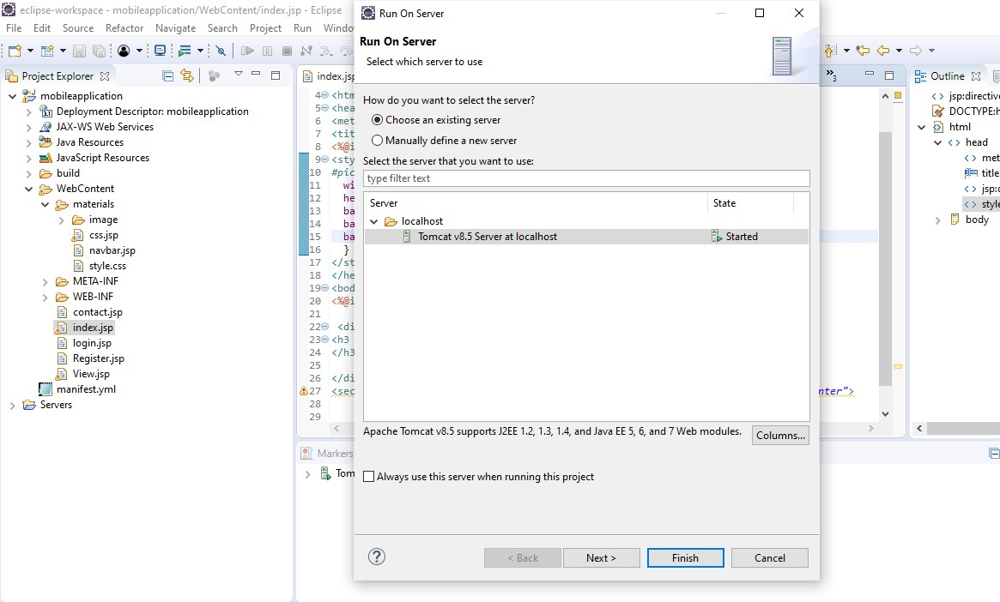 eclipse-workspace - mobileapplication/WebContent/index.jsp - Eclipse
File Edit Source Refactor Navigate Search Project Run Windo
Project Explorer
mobileapplication
Deployment Descriptor: mobileapplication
JAX-WS Web Services
Java Resources
JavaScript Resources
build
WebContent
materials
image
css.jsp
navbar.jsp
style.css
META-INF
WEB-INF
contact.jsp
index.jsp
login.jsp
Register.jsp
View.jsp
manifest.yml
Servers
index.jsp
4 <htm
5 <hea
6 <met
7 <tit
8 <%@i
9 <sty
10 #pic
11 wi
12 he
13 ba
14 ba
15 ba
16 }
17 </st
18 </he
19 <bod
20 <%@i
21
22 <di
23 <h3
24 </h3
25
26 </di
27 <sec
nter">
28
29
Markers
Tom
Run On Server
Run On Server
Select which server to use
How do you want to select the server?
Choose an existing server
Manually define a new server
Select the server that you want to use:
type filter text
Server State
localhost
Tomcat v8.5 Server at localhost Started
Apache Tomcat v8.5 supports J2EE 1.2, 1.3, 1.4, and Java EE 5, 6, and 7 Web modules.
Columns...
Always use this server when running this project
? < Back Next > Finish Cancel
»3
Outline
jsp:directive
DOCTYPE:h
html
head
met
title
jsp:d
style
body